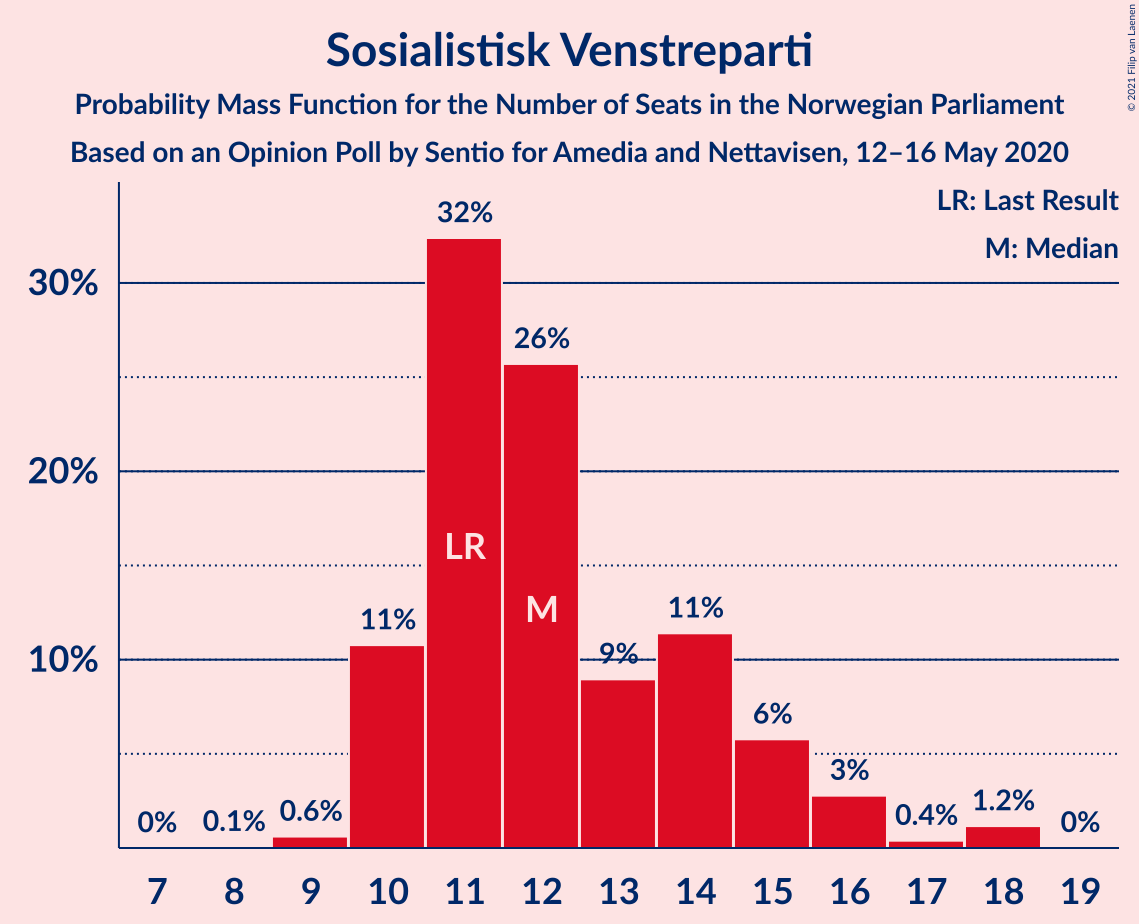 Sosialistisk Venstreparti
Probability Mass Function for the Number of Seats in the Norwegian Parliament
Based on an Opinion Poll by Sentio for Amedia and Nettavisen, 12–16 May 2020
© 2021 Filip van Laenen
LR: Last Result
M: Median
30%
20%
10%
0%
0.1%
0.6%
11%
32%
26%
9%
11%
6%
3%
0.4%
1.2%
0%
LR
M
7 8 9 10 11 12 13 14 15 16 17 18 19